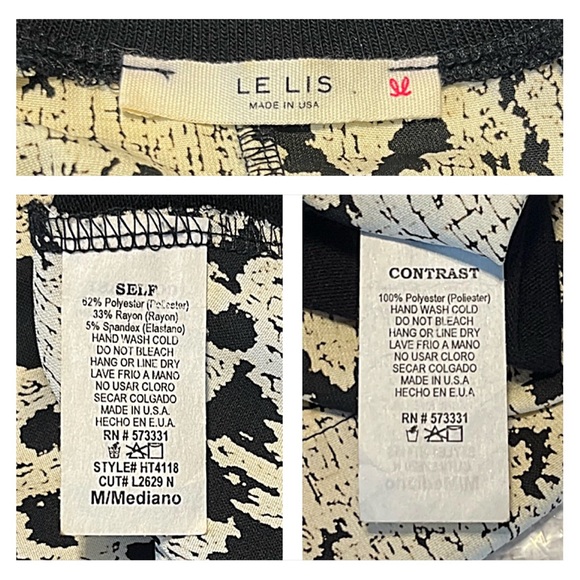 LE LIS
MADE IN USA
SELF
62% Polyester (Poliester)
33% Rayon (Rayon)
5% Spandex (Elastano)
HAND WASH COLD
DO NOT BLEACH
HANG OR LINE DRY
LAVE FRIO A MANO
NO USAR CLORO
SECAR COLGADO
MADE IN U.S.A.
HECHO EN E.U.A.
RN # 573331
STYLE# HT4118
CUT# L2629 N
M/Mediano
CONTRAST
100% Polyester (Poliester)
HAND WASH COLD
DO NOT BLEACH
HANG OR LINE DRY
LAVE FRIO A MANO
NO USAR CLORO
SECAR COLGADO
MADE IN U.S.A.
HECHO EN E.U.A.
RN # 573331